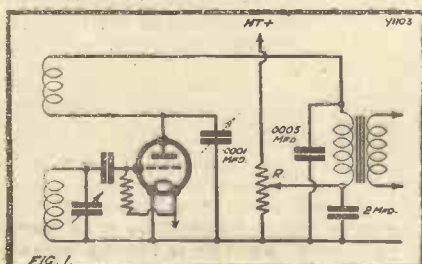 HT+
Y1103
.0001
MFD.
.0005
MFD
R.
2 MFD.
FIG. 1.